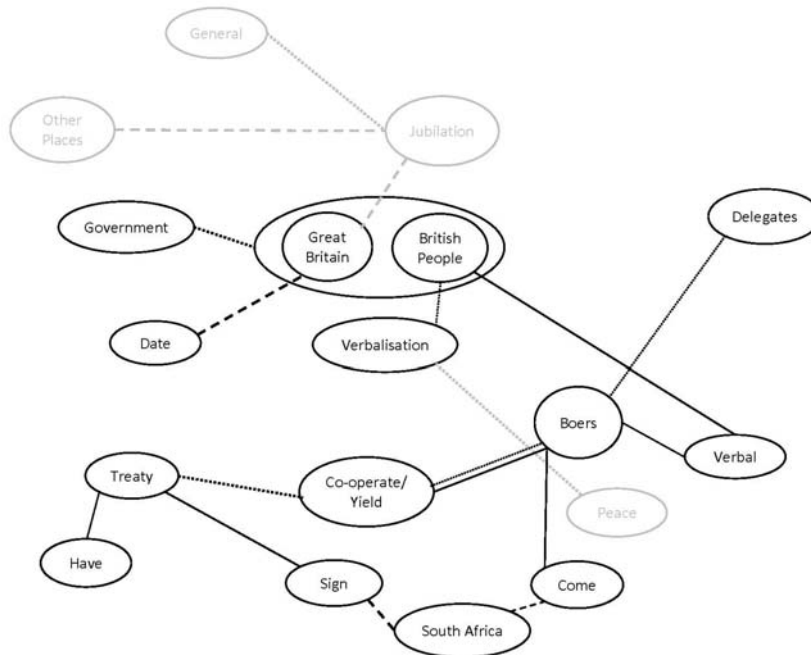 General
Other
Places
Jubilation
Government
Great
Britain
British
People
Delegates
Date
Verbalisation
Boers
Verbal
Treaty
Co-operate/
Yield
Peace
Have
Sign
Come
South Africa